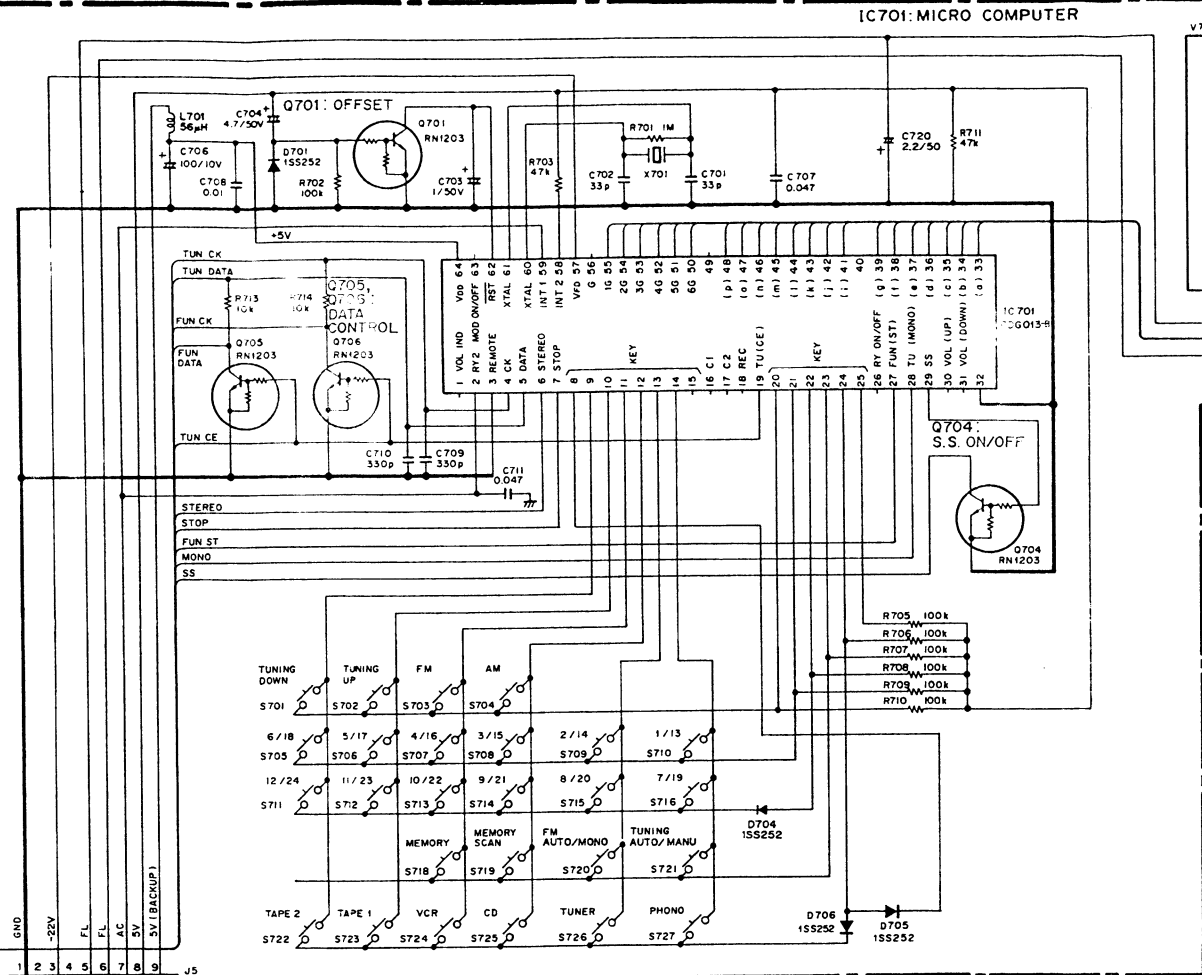 IC701: MICRO COMPUTER
L701
56μH
C704
4.7/50V
Q701: OFFSET
Q701
RN1203
C706
100/10V
C708
0.01
D701
1SS252
R702
100k
C703
1/50V
R703
47k
R701 1M
X701
C702
33p
C701
33p
C707
0.047
C720
2.2/50
R711
47k
+5V
TUN CK
TUN DATA
FUN CK
FUN
DATA
TUN CE
R713
10k
R714
10k
Q705,
Q706:
DATA
CONTROL
Q705
RN1203
Q706
RN1203
VDD 64
MOD ON/OFF 63
RST 62
XTAL 61
XTAL 60
INT 1 59
INT 2 58
VFD 57
G 56
1G 55
2G 54
3G 53
4G 52
5G 51
6G 50
49
(p) 48
(o) 47
(n) 46
(m) 45
(l) 44
(k) 43
(j) 42
(i) 41
40
(g) 39
(f) 38
(e) 37
(d) 36
(c) 35
(b) 34
(a) 33
IC701
1 VOL IND
2 RY2
3 REMOTE
4 CK
5 DATA
6 STEREO
7 STOP
8
9
10
11
12
13
14
15
KEY
16 C1
17 C2
18 REC
19 TU (CE)
20
21
22
23
24
25
KEY
26 RY ON/OFF
27 FUN (ST)
28 TU (MONO)
29 SS
30 VOL (UP)
31 VOL (DOWN)
32
Q704:
S.S. ON/OFF
Q704
RN1203
C710
330p
C709
330p
C711
0.047
STEREO
STOP
FUN ST
MONO
SS
R705 100k
R706 100k
R707 100k
R708 100k
R709 100k
R710 100k
TUNING
DOWN
TUNING
UP
FM
AM
S701
S702
S703
S704
6/18
5/17
4/16
3/15
2/14
1/13
S705
S706
S707
S708
S709
S710
12/24
11/23
10/22
9/21
8/20
7/19
S711
S712
S713
S714
S715
S716
D704
1SS252
MEMORY
MEMORY
SCAN
FM
AUTO/MONO
TUNING
AUTO/MANU
S718
S719
S720
S721
TAPE 2
TAPE 1
VCR
CD
TUNER
PHONO
S722
S723
S724
S725
S726
S727
D706
1SS252
D705
1SS252
GND
-22V
FL
FL
AC
5V
5V (BACKUP)
1 2 3 4 5 6 7 8 9 J5